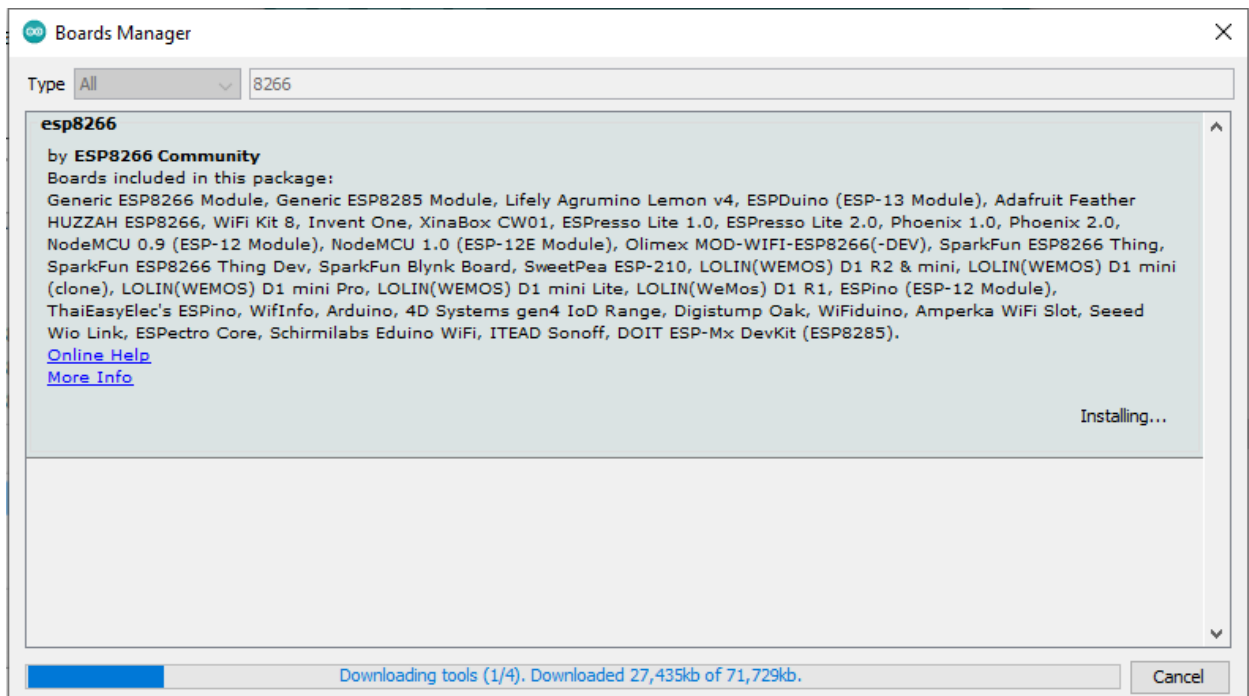 Boards Manager
Type All 8266
esp8266
by ESP8266 Community
Boards included in this package:
Generic ESP8266 Module, Generic ESP8285 Module, Lifely Agrumino Lemon v4, ESPDuino (ESP-13 Module), Adafruit Feather
HUZZAH ESP8266, WiFi Kit 8, Invent One, XinaBox CW01, ESPresso Lite 1.0, ESPresso Lite 2.0, Phoenix 1.0, Phoenix 2.0,
NodeMCU 0.9 (ESP-12 Module), NodeMCU 1.0 (ESP-12E Module), Olimex MOD-WIFI-ESP8266(-DEV), SparkFun ESP8266 Thing,
SparkFun ESP8266 Thing Dev, SparkFun Blynk Board, SweetPea ESP-210, LOLIN(WEMOS) D1 R2 & mini, LOLIN(WEMOS) D1 mini
(clone), LOLIN(WEMOS) D1 mini Pro, LOLIN(WEMOS) D1 mini Lite, LOLIN(WeMos) D1 R1, ESPino (ESP-12 Module),
ThaiEasyElec's ESPino, WifInfo, Arduino, 4D Systems gen4 IoD Range, Digistump Oak, WiFiduino, Amperka WiFi Slot, Seeed
Wio Link, ESPectro Core, Schirmilabs Eduino WiFi, ITEAD Sonoff, DOIT ESP-Mx DevKit (ESP8285).
Online Help
More Info
Installing...
Downloading tools (1/4). Downloaded 27,435kb of 71,729kb.
Cancel